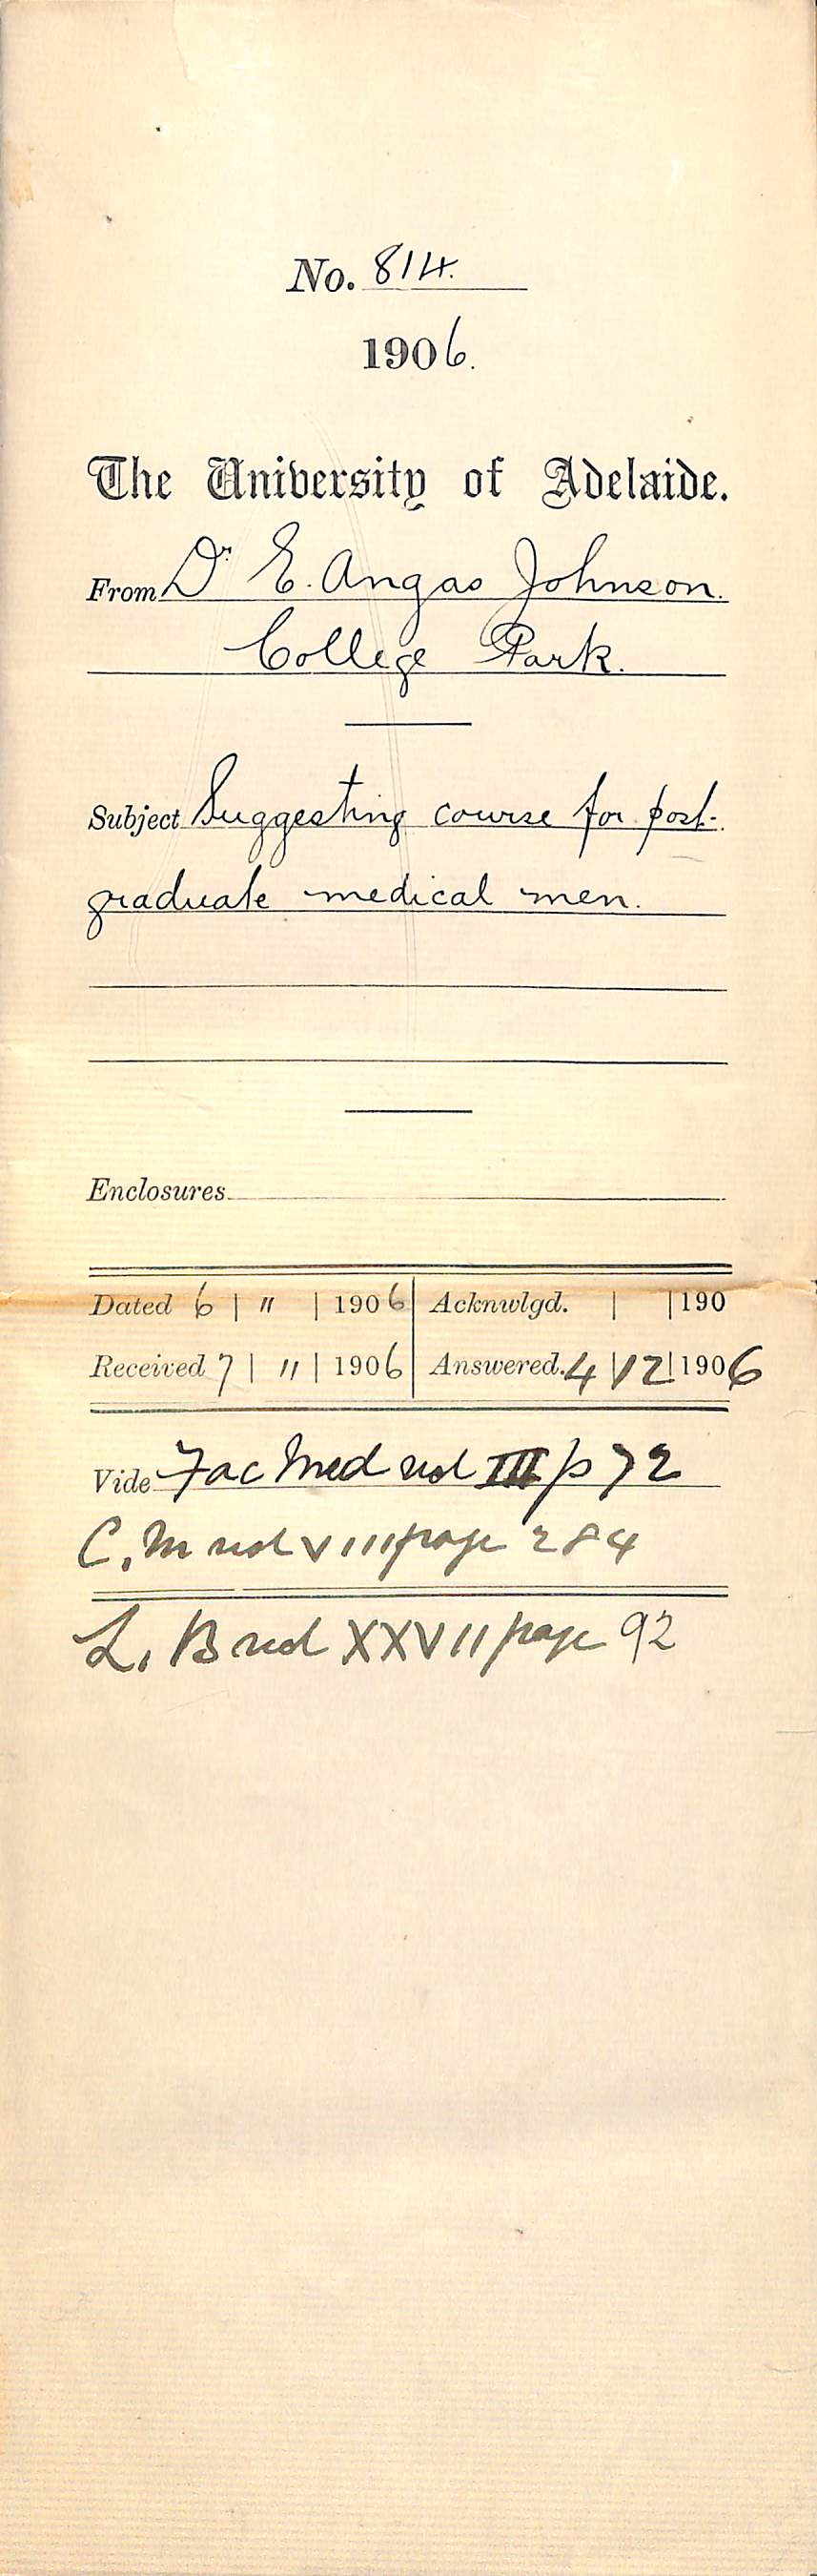 No. 814.
1906.
The University of Adelaide.
From Dr E. Angas Johnson.
College Park.
Subject Suggesting course for post-
graduate medical men.
Enclosures
Dated 6 | 11 | 1906 Acknwlgd. | | 190
Received 7 | 11 | 1906 Answered. 4 | 12 | 1906
Vide Fac Med vol III p 72
C. M vol VIII page 284
L. B vol XXVII page 92